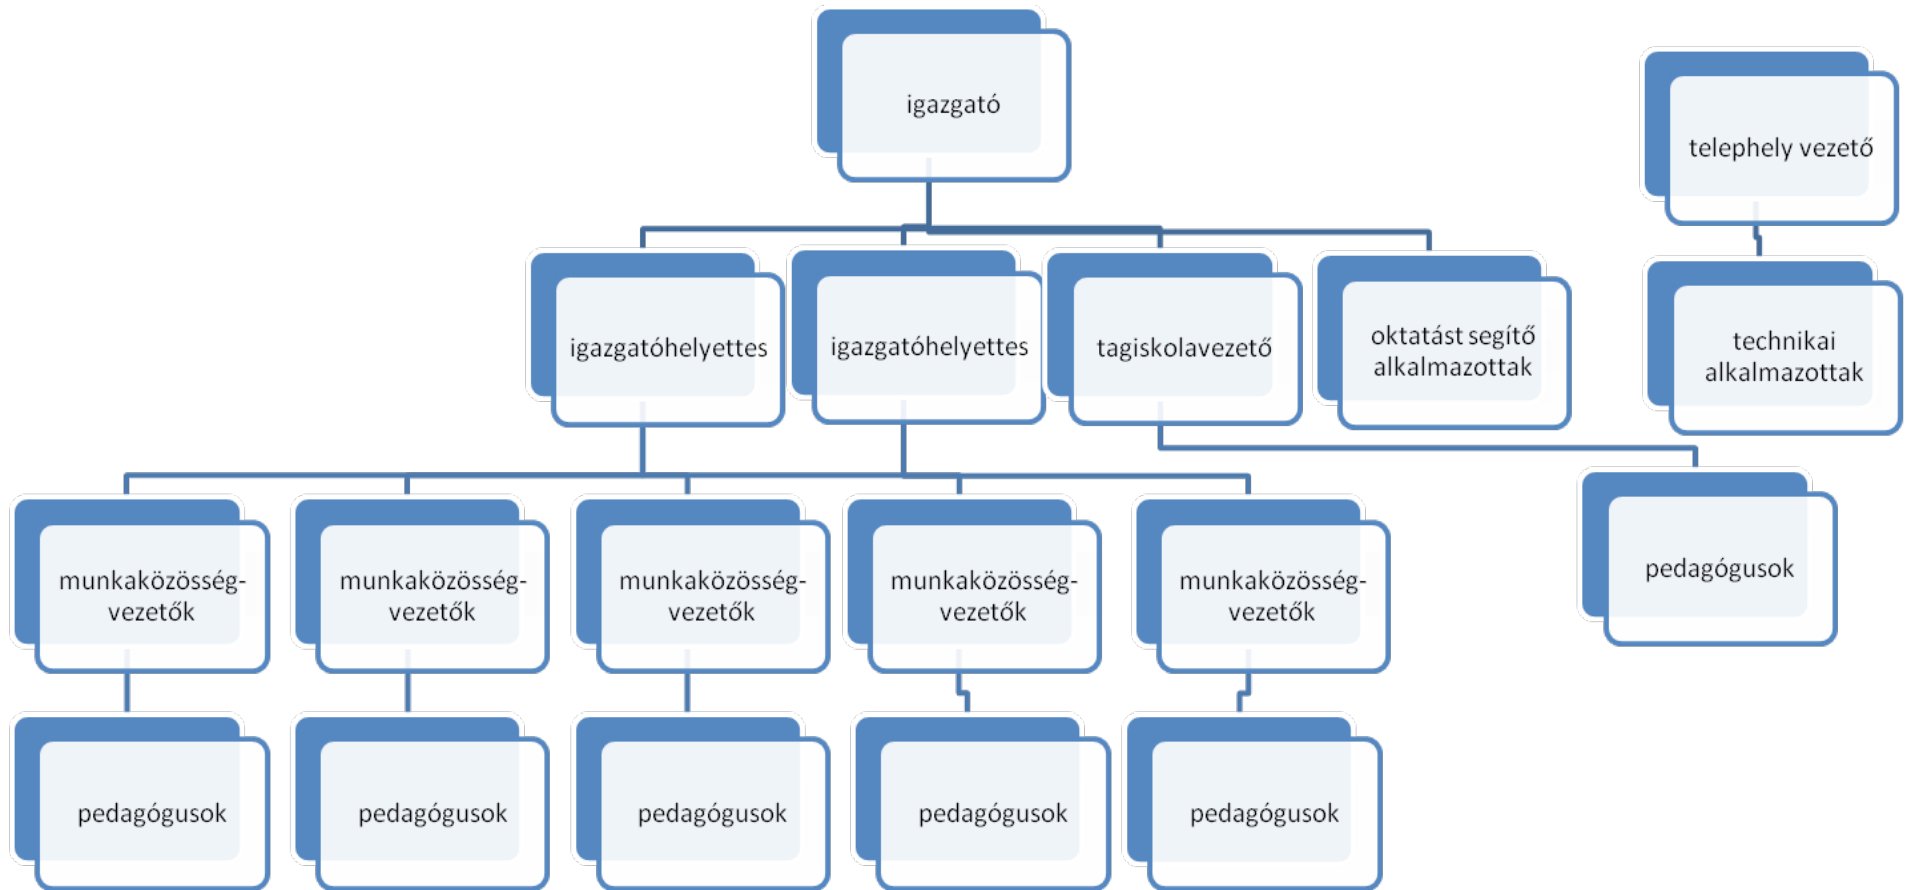 igazgató
telephely vezető
igazgatóhelyettes
igazgatóhelyettes
tagiskolavezető
oktatást segítő
alkalmazottak
technikai
alkalmazottak
munkaközösség-
vezetők
munkaközösség-
vezetők
munkaközösség-
vezetők
munkaközösség-
vezetők
munkaközösség-
vezetők
pedagógusok
pedagógusok
pedagógusok
pedagógusok
pedagógusok
pedagógusok